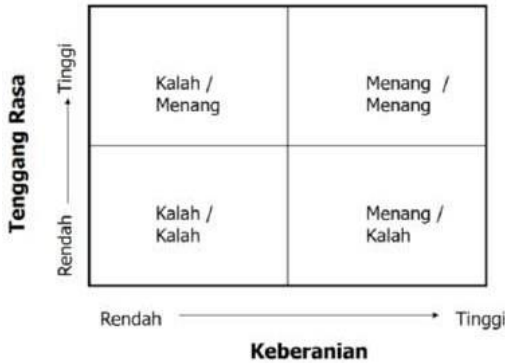 Tenggang Rasa
Tinggi
Rendah
Kalah /
Menang
Menang /
Menang
Kalah /
Kalah
Menang /
Kalah
Rendah
Tinggi
Keberanian